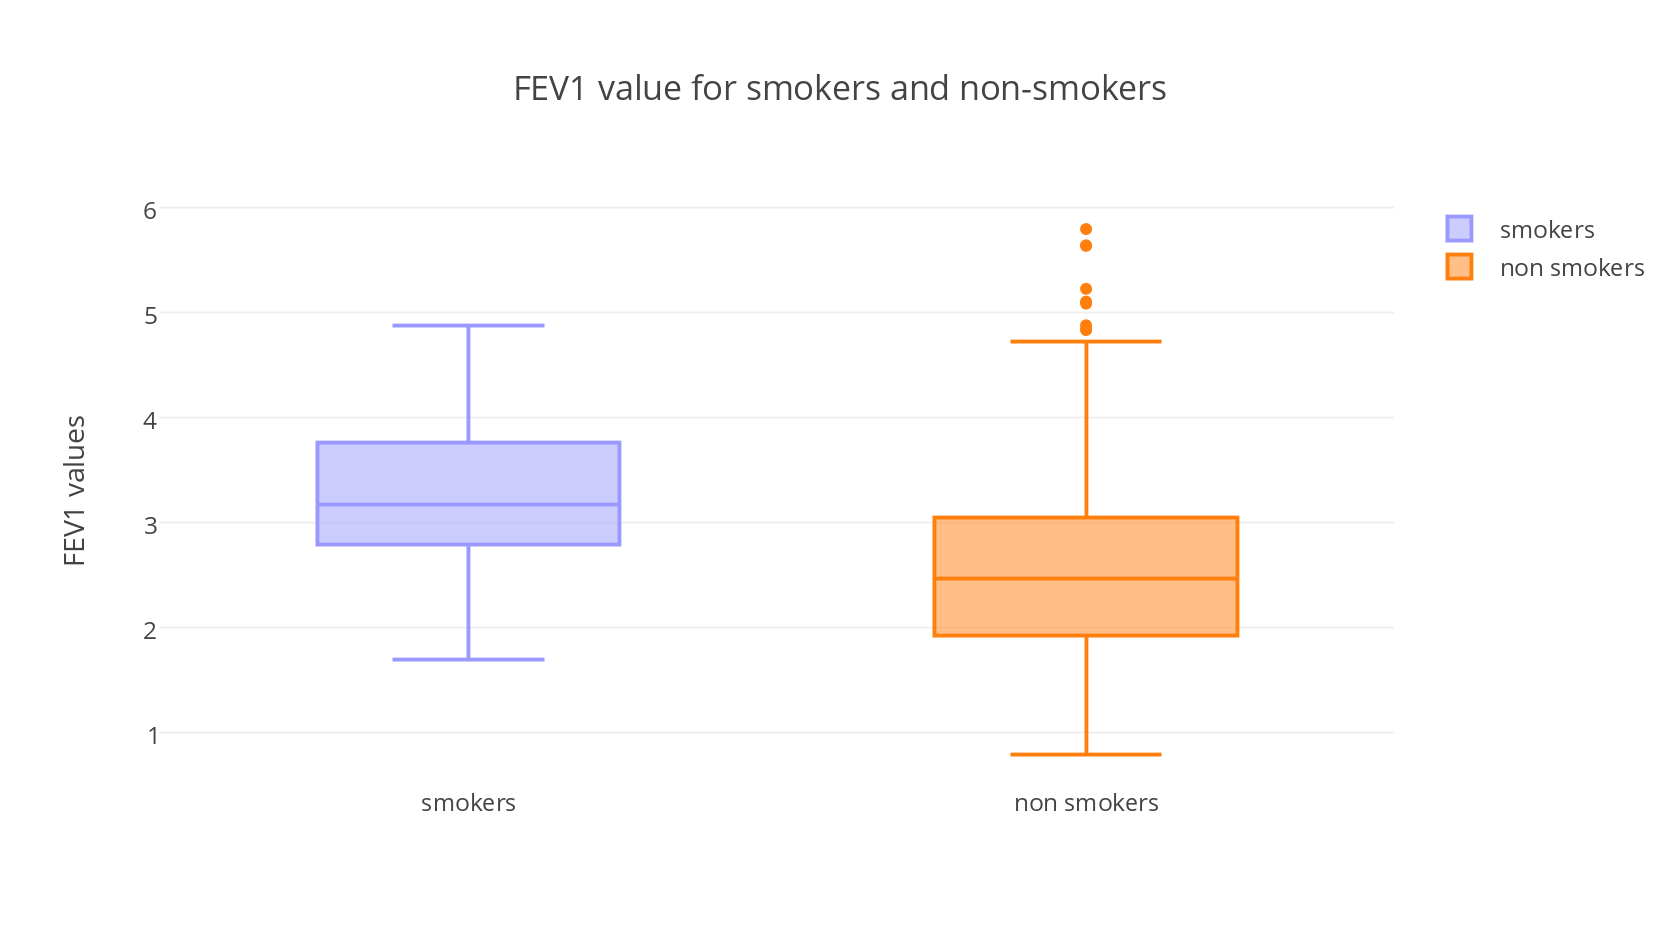 FEV1 value for smokers and non-smokers
6
5
4
3
2
1
FEV1 values
smokers
non smokers
smokers
non smokers